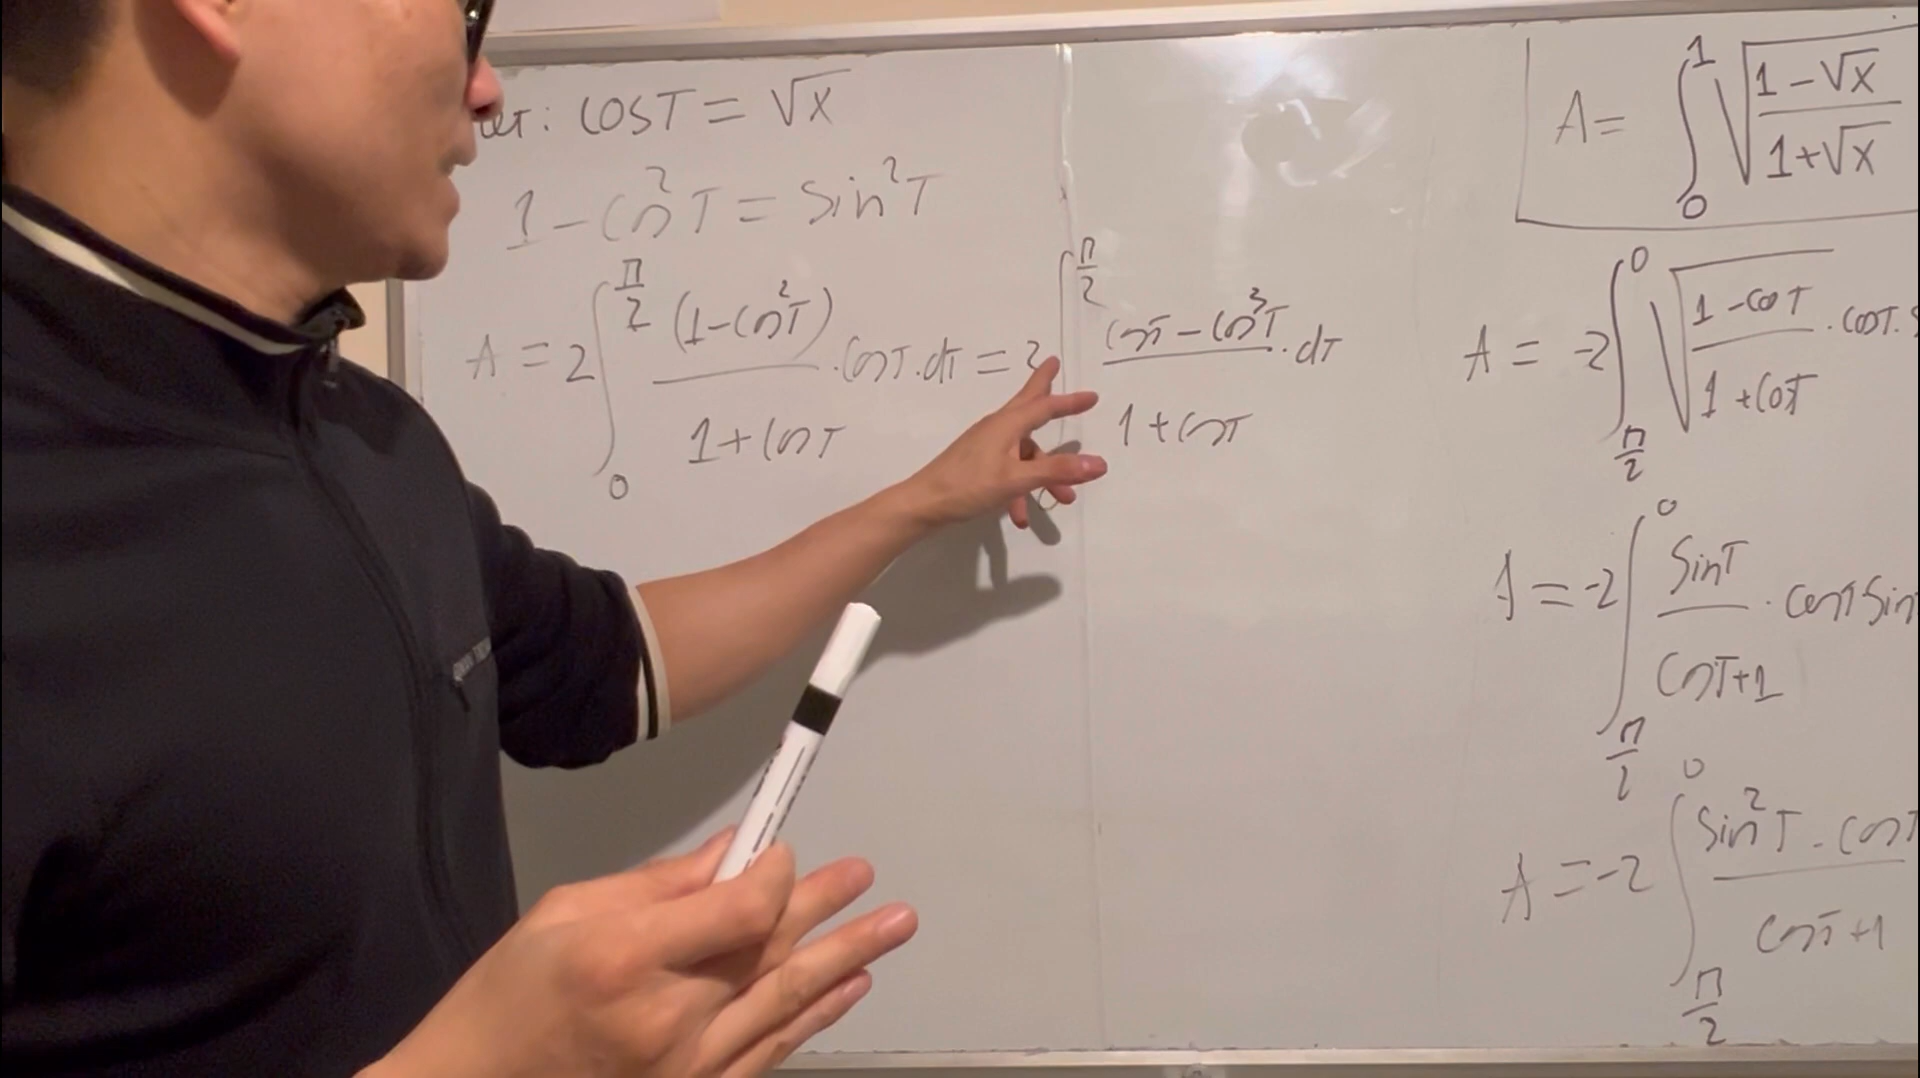 let: COST = √x
1 - cos²T = Sin²T
A = 2∫₀^(π/2) (1-cos²T)/(1+cosT) . cosT.dT = 2∫₀^(π/2) (cosT - cos³T)/(1+cosT) . dT
A = ∫₀¹ √((1-√x)/(1+√x))
A = -2∫_(π/2)^0 √((1-cosT)/(1+cosT)) . cosT.
A = -2∫_(π/2)^0 SinT/(cosT+1) . cosT Sin
A = -2∫_(π/2)^0 (Sin²T . cosT)/(cosT+1)